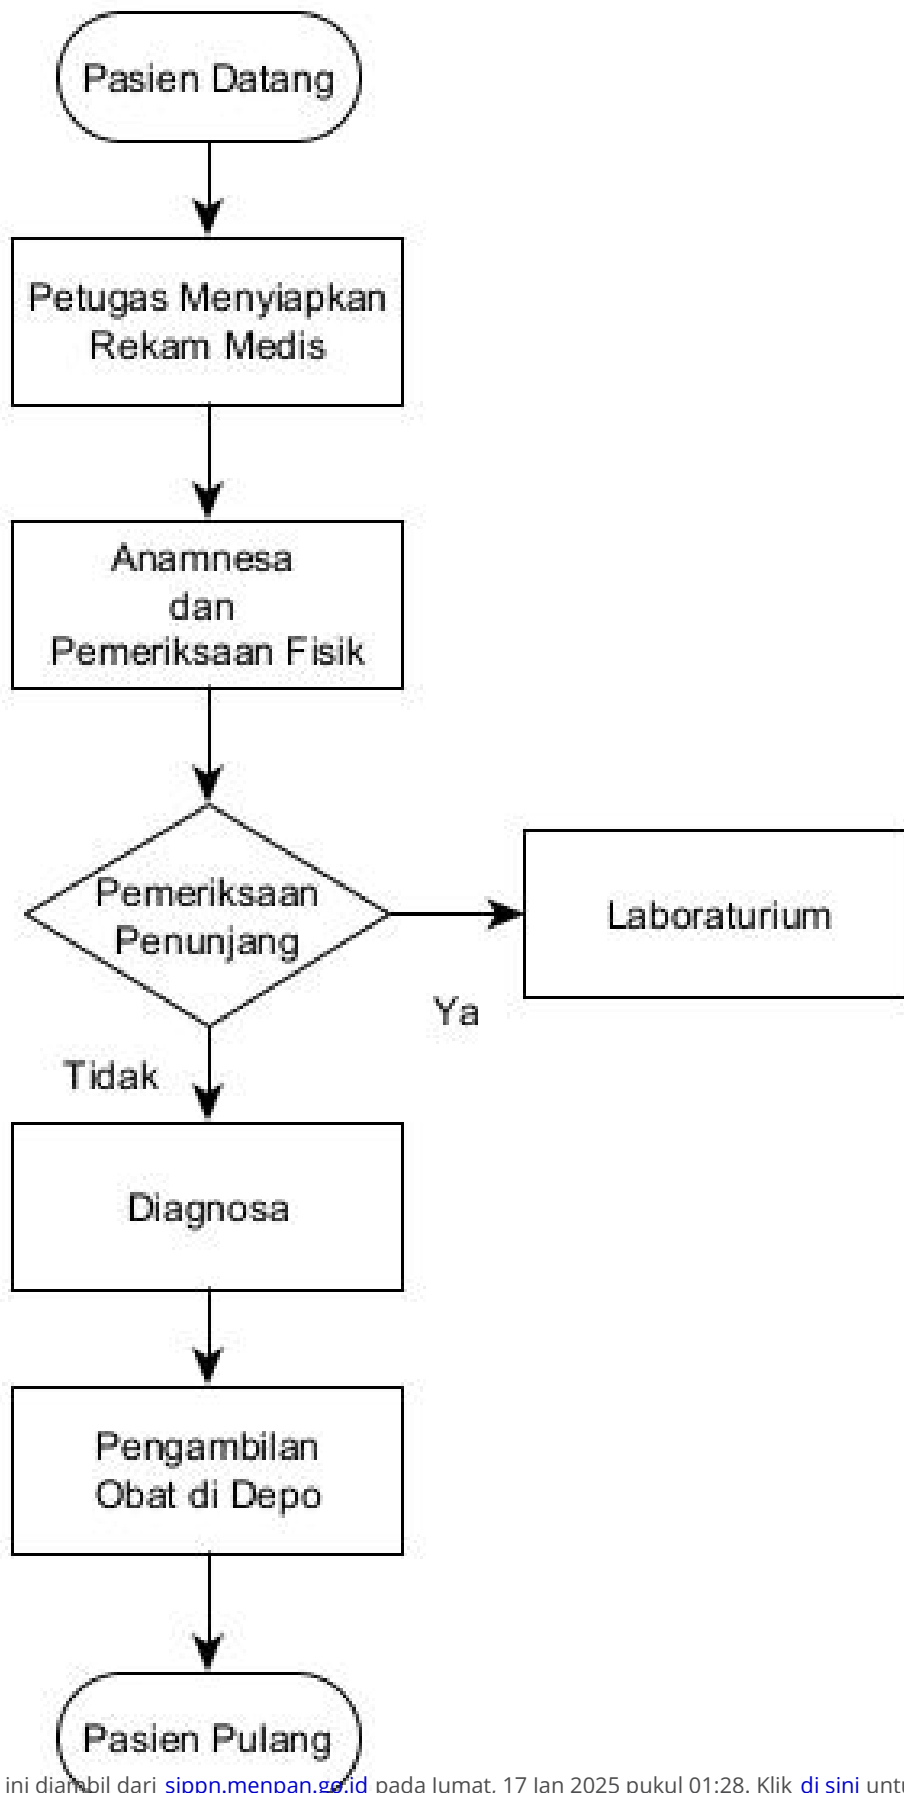 Pasien Datang
Petugas Menyiapkan
Rekam Medis
Anamnesa
dan
Pemeriksaan Fisik
Pemeriksaan
Penunjang
Laboraturium
Ya
Tidak
Diagnosa
Pengambilan
Obat di Depo
Pasien Pulang
ini diambil dari sippn.menpan.go.id pada Jumat, 17 Jan 2025 pukul 01:28. Klik di sini untu